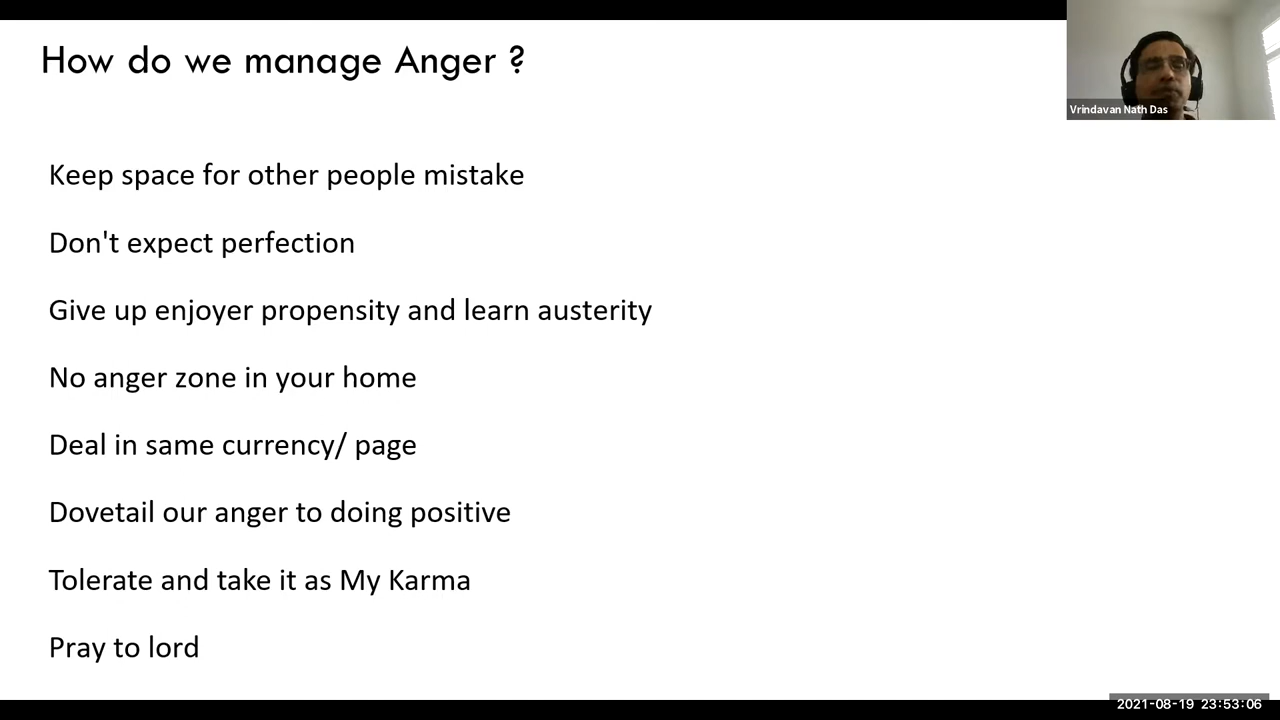 How do we manage Anger ?
Vrindavan Nath Das
Keep space for other people mistake
Don't expect perfection
Give up enjoyer propensity and learn austerity
No anger zone in your home
Deal in same currency/ page
Dovetail our anger to doing positive
Tolerate and take it as My Karma
Pray to lord
2021-08-19 23:53:06